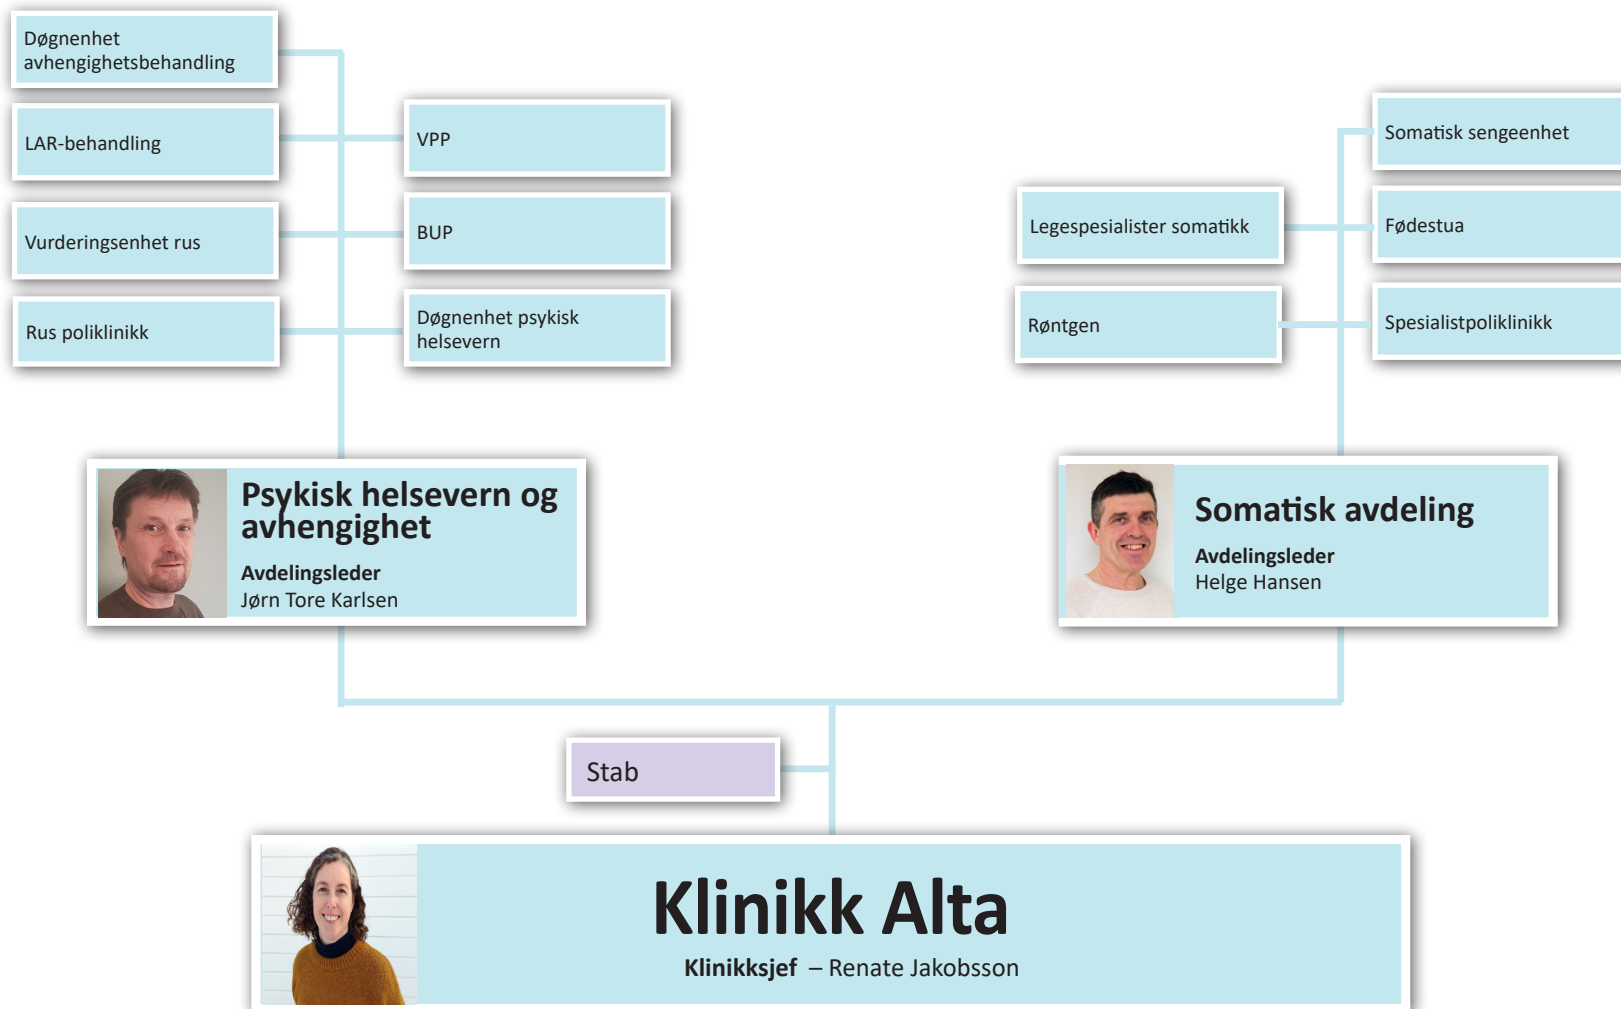 Døgnenhet
avhengighetsbehandling
LAR-behandling
Vurderingsenhet rus
Rus poliklinikk
VPP
BUP
Døgnenhet psykisk
helsevern
Legespesialister somatikk
Røntgen
Somatisk sengeenhet
Fødestua
Spesialistpoliklinikk
Psykisk helsevern og
avhengighet
Avdelingsleder
Jørn Tore Karlsen
Somatisk avdeling
Avdelingsleder
Helge Hansen
Stab
Klinikk Alta
Klinikksjef – Renate Jakobsson